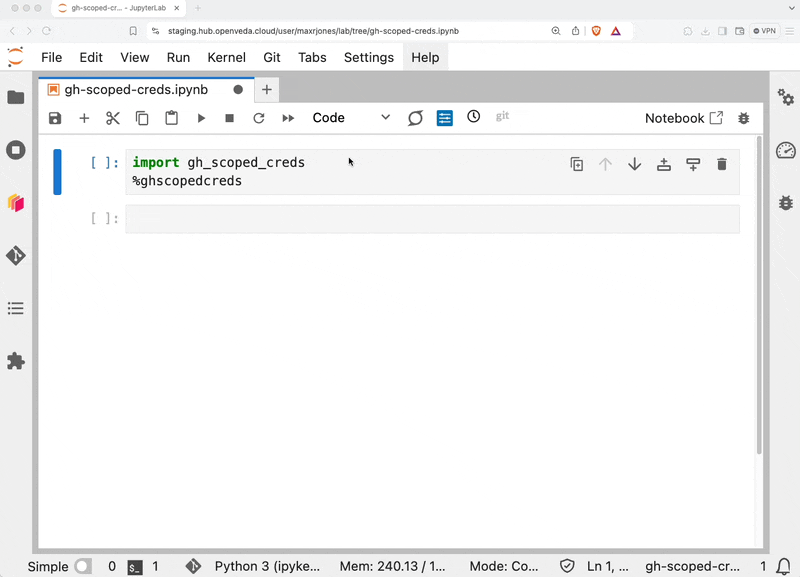 gh-scoped-cr... - JupyterLab
staging.hub.openveda.cloud/user/maxrjones/lab/tree/gh-scoped-creds.ipynb
VPN
File Edit View Run Kernel Git Tabs Settings Help
gh-scoped-creds.ipynb
Code
git
Notebook
[ ]: import gh_scoped_creds
%ghscopedcreds
[ ]:
Simple 0 $_ 1 Python 3 (ipyke... Mem: 240.13 / 1... Mode: Co... Ln 1, ... gh-scoped-cr... 1